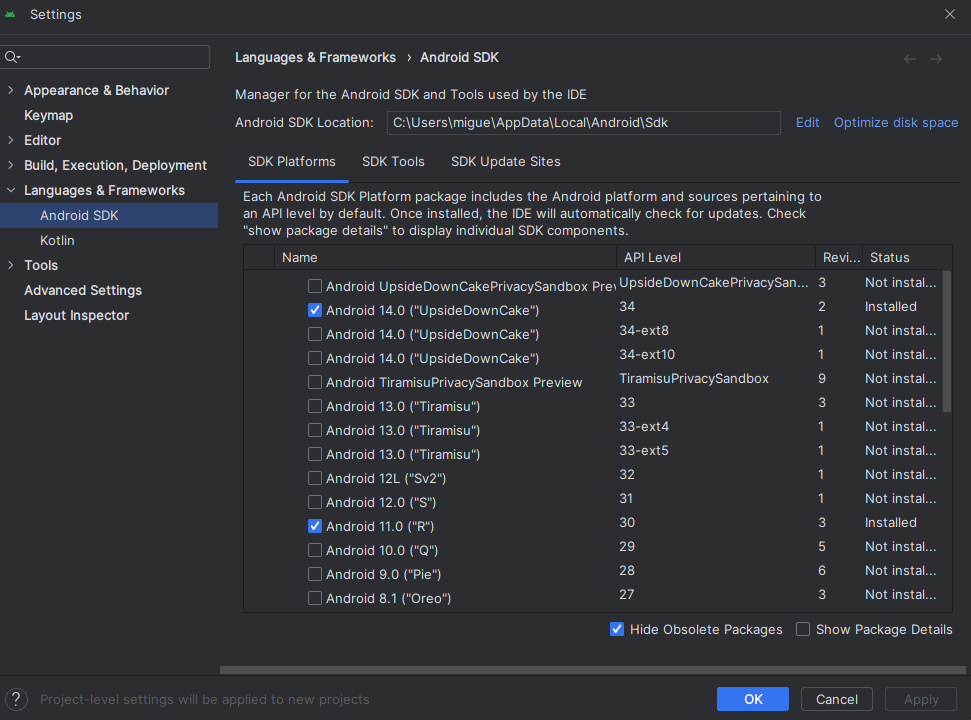 Settings
Languages & Frameworks › Android SDK
Appearance & Behavior
Keymap
Editor
Build, Execution, Deployment
Languages & Frameworks
Android SDK
Kotlin
Tools
Advanced Settings
Layout Inspector
Manager for the Android SDK and Tools used by the IDE
Android SDK Location: C:\Users\migue\AppData\Local\Android\Sdk Edit Optimize disk space
SDK Platforms SDK Tools SDK Update Sites
Each Android SDK Platform package includes the Android platform and sources pertaining to
an API level by default. Once installed, the IDE will automatically check for updates. Check
"show package details" to display individual SDK components.
Name API Level Revi... Status
Android UpsideDownCakePrivacySandbox Prev UpsideDownCakePrivacySan... 3 Not instal...
Android 14.0 ("UpsideDownCake") 34 2 Installed
Android 14.0 ("UpsideDownCake") 34-ext8 1 Not instal...
Android 14.0 ("UpsideDownCake") 34-ext10 1 Not instal...
Android TiramisuPrivacySandbox Preview TiramisuPrivacySandbox 9 Not instal...
Android 13.0 ("Tiramisu") 33 3 Not instal...
Android 13.0 ("Tiramisu") 33-ext4 1 Not instal...
Android 13.0 ("Tiramisu") 33-ext5 1 Not instal...
Android 12L ("Sv2") 32 1 Not instal...
Android 12.0 ("S") 31 1 Not instal...
Android 11.0 ("R") 30 3 Installed
Android 10.0 ("Q") 29 5 Not instal...
Android 9.0 ("Pie") 28 6 Not instal...
Android 8.1 ("Oreo") 27 3 Not instal...
Hide Obsolete Packages Show Package Details
? Project-level settings will be applied to new projects OK Cancel Apply